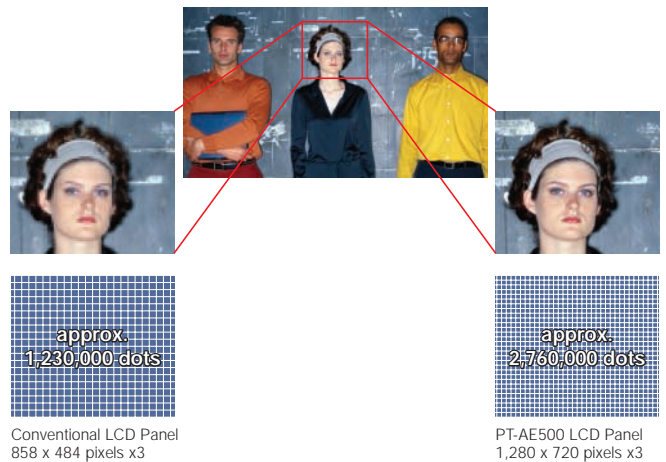 approx.
1,230,000 dots
approx.
2,760,000 dots
Conventional LCD Panel
858 x 484 pixels x3
PT-AE500 LCD Panel
1,280 x 720 pixels x3